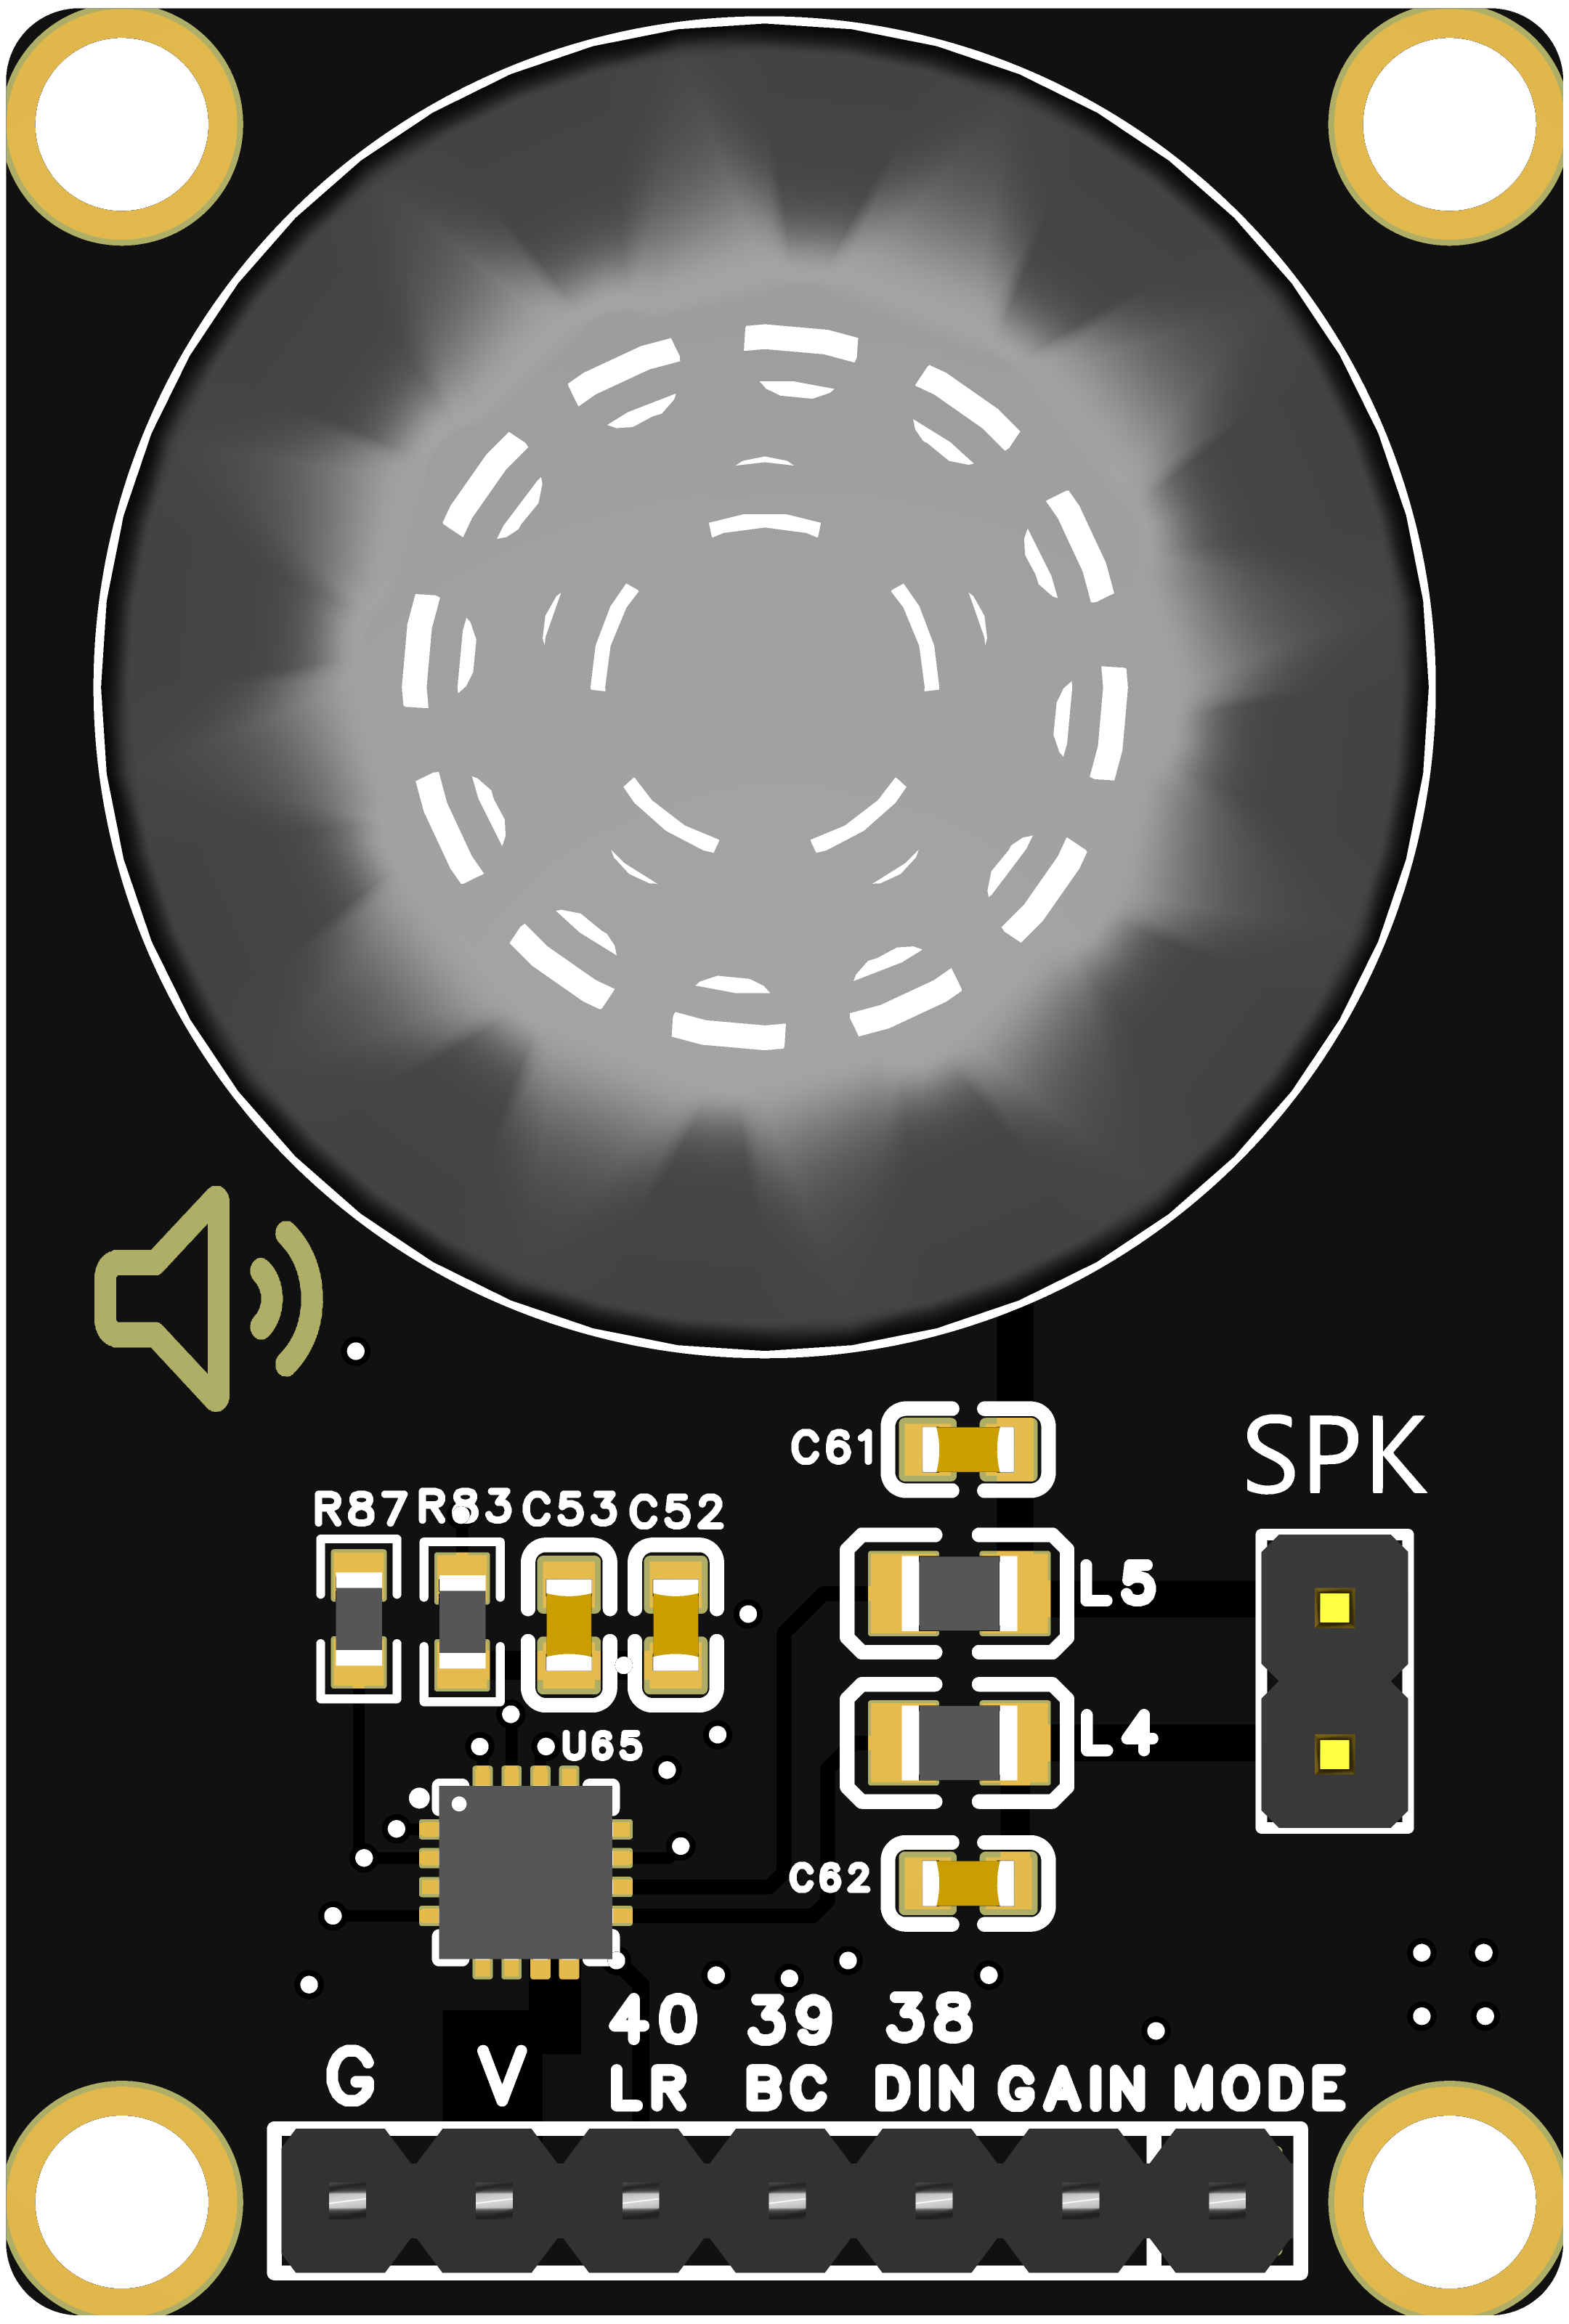 C61
SPK
R87 R83 C53 C52
L5
L4
U65
C62
40 39 38
G V LR BC DIN GAIN MODE